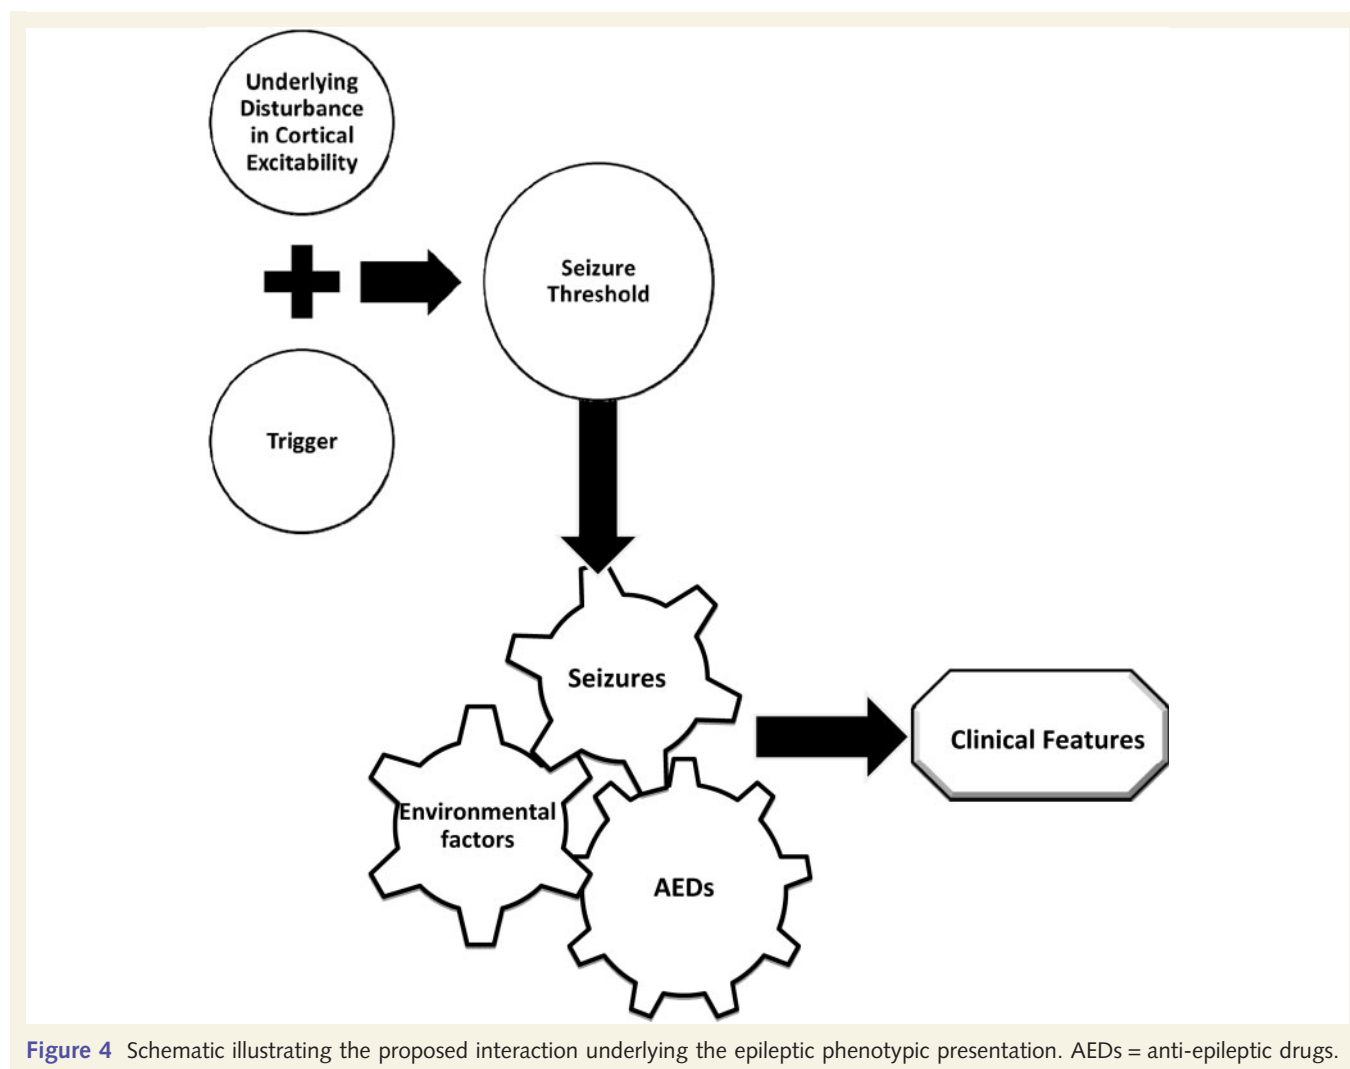 Underlying
Disturbance
in Cortical
Excitability
Seizure
Threshold
Trigger
Seizures
Clinical Features
Environmental
factors
AEDs
Figure 4 Schematic illustrating the proposed interaction underlying the epileptic phenotypic presentation. AEDs = anti-epileptic drugs.